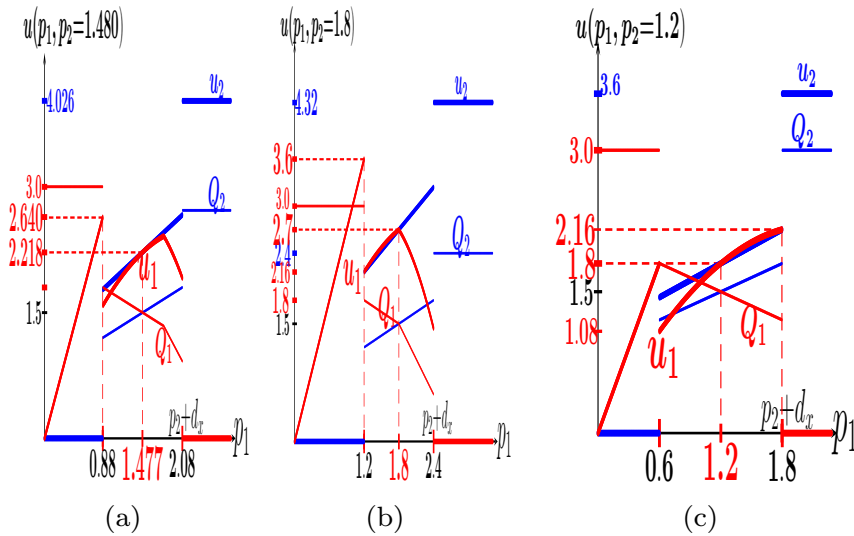 u(p₁, p₂=1.480)
4.026
u₂
3.0
2.640
Q₂
2.218
u₁
1.5
Q₁
p₂+dₓ
p₁
0.88
1.477
2.08
(a)
u(p₁, p₂=1.8)
4.32
u₂
3.6
3.0
2.7
2.4
Q₂
2.16
u₁
1.8
Q₁
1.5
p₂+dₓ
p₁
1.2
1.8
2.4
(b)
u(p₁, p₂=1.2)
3.6
u₂
Q₂
3.0
2.16
1.8
1.5
Q₁
1.08
u₁
p₂+dₓ
p₁
0.6
1.2
1.8
(c)